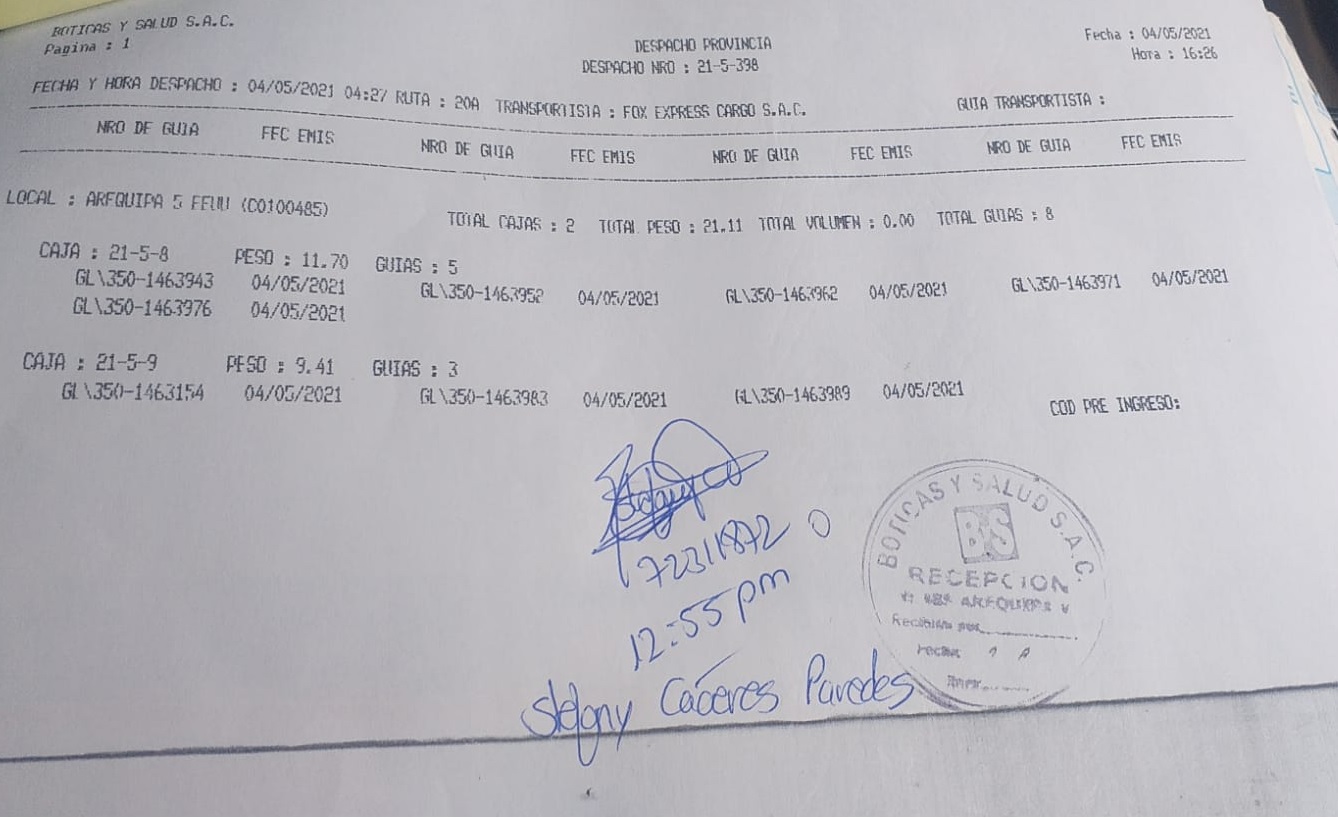 BOTICAS Y SALUD S.A.C.
Pagina : 1
Fecha : 04/05/2021
Hora : 16:26
DESPACHO PROVINCIA
DESPACHO NRO : 21-5-398
FECHA Y HORA DESPACHO : 04/05/2021 04:27 RUTA : 20A TRANSPORTISTA : FOX EXPRESS CARGO S.A.C. GUIA TRANSPORTISTA :
NRO DE GUIA FEC EMIS NRO DE GUIA FEC EMIS NRO DE GUIA FEC EMIS NRO DE GUIA FEC EMIS
LOCAL : AREQUIPA 5 FEUU (C0100485) TOTAL CAJAS : 2 TOTAL PESO : 21.11 TOTAL VOLUMEN : 0.00 TOTAL GUIAS : 8
CAJA : 21-5-8 PESO : 11.70 GUIAS : 5
GL\350-1463943 04/05/2021 GL\350-1463952 04/05/2021 GL\350-1463962 04/05/2021 GL\350-1463971 04/05/2021
GL\350-1463976 04/05/2021
CAJA : 21-5-9 PESO : 9.41 GUIAS : 3
GL\350-1463154 04/05/2021 GL\350-1463983 04/05/2021 GL\350-1463989 04/05/2021
COD PRE INGRESO:
12:55 pm
Cáceres Paredes
BOTICAS Y SALUD S.A.C.
BS
RECEPCION
AREQUIPA V
Recibido por
Fecha